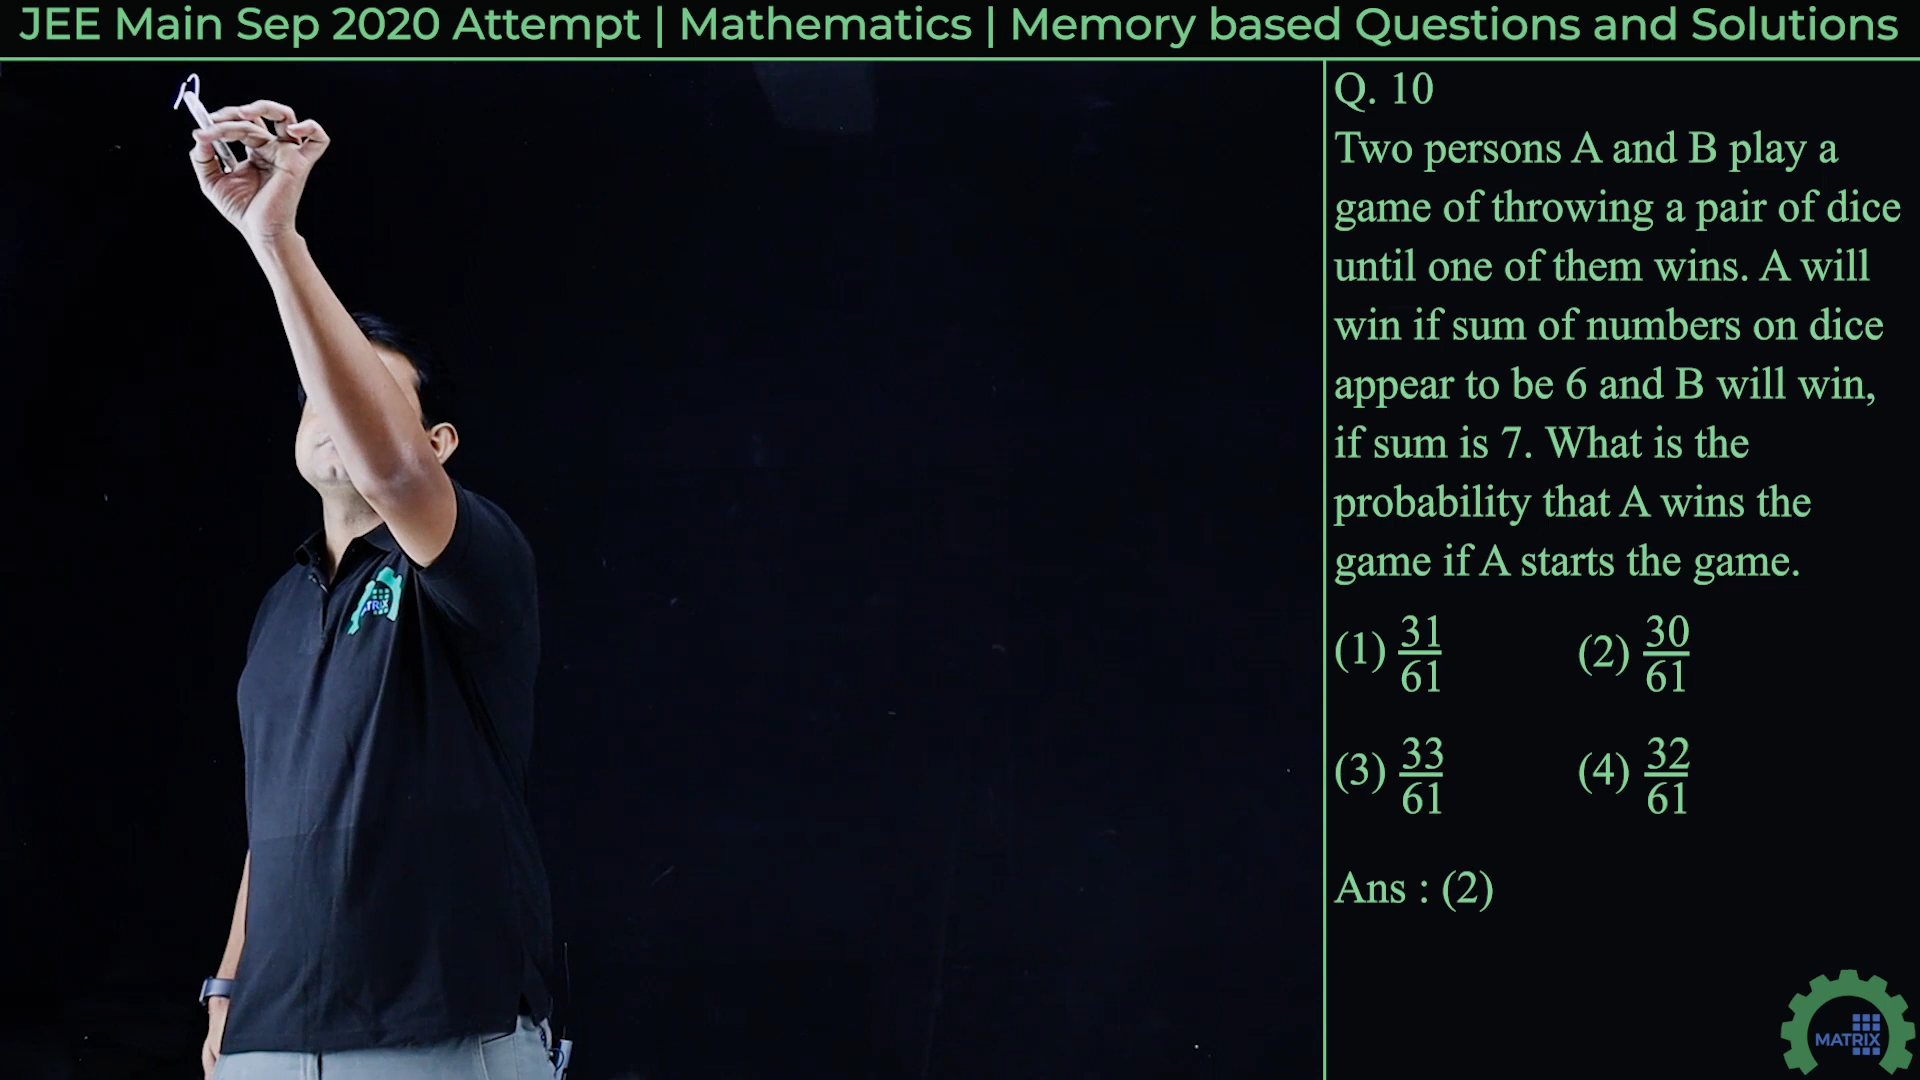 JEE Main Sep 2020 Attempt | Mathematics | Memory based Questions and Solutions
Q. 10
Two persons A and B play a
game of throwing a pair of dice
until one of them wins. A will
win if sum of numbers on dice
appear to be 6 and B will win,
if sum is 7. What is the
probability that A wins the
game if A starts the game.
(1) 31/61 (2) 30/61
(3) 33/61 (4) 32/61
Ans : (2)
MATRIX
MATRIX